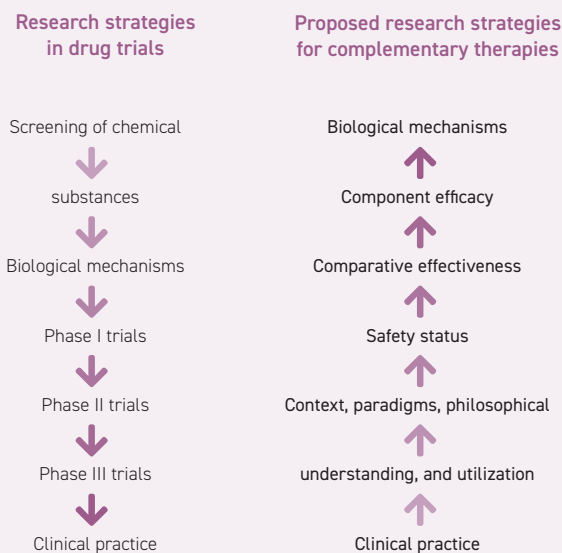 Research strategies
in drug trials
Screening of chemical
substances
Biological mechanisms
Phase I trials
Phase II trials
Phase III trials
Clinical practice
Proposed research strategies
for complementary therapies
Biological mechanisms
Component efficacy
Comparative effectiveness
Safety status
Context, paradigms, philosophical
understanding, and utilization
Clinical practice